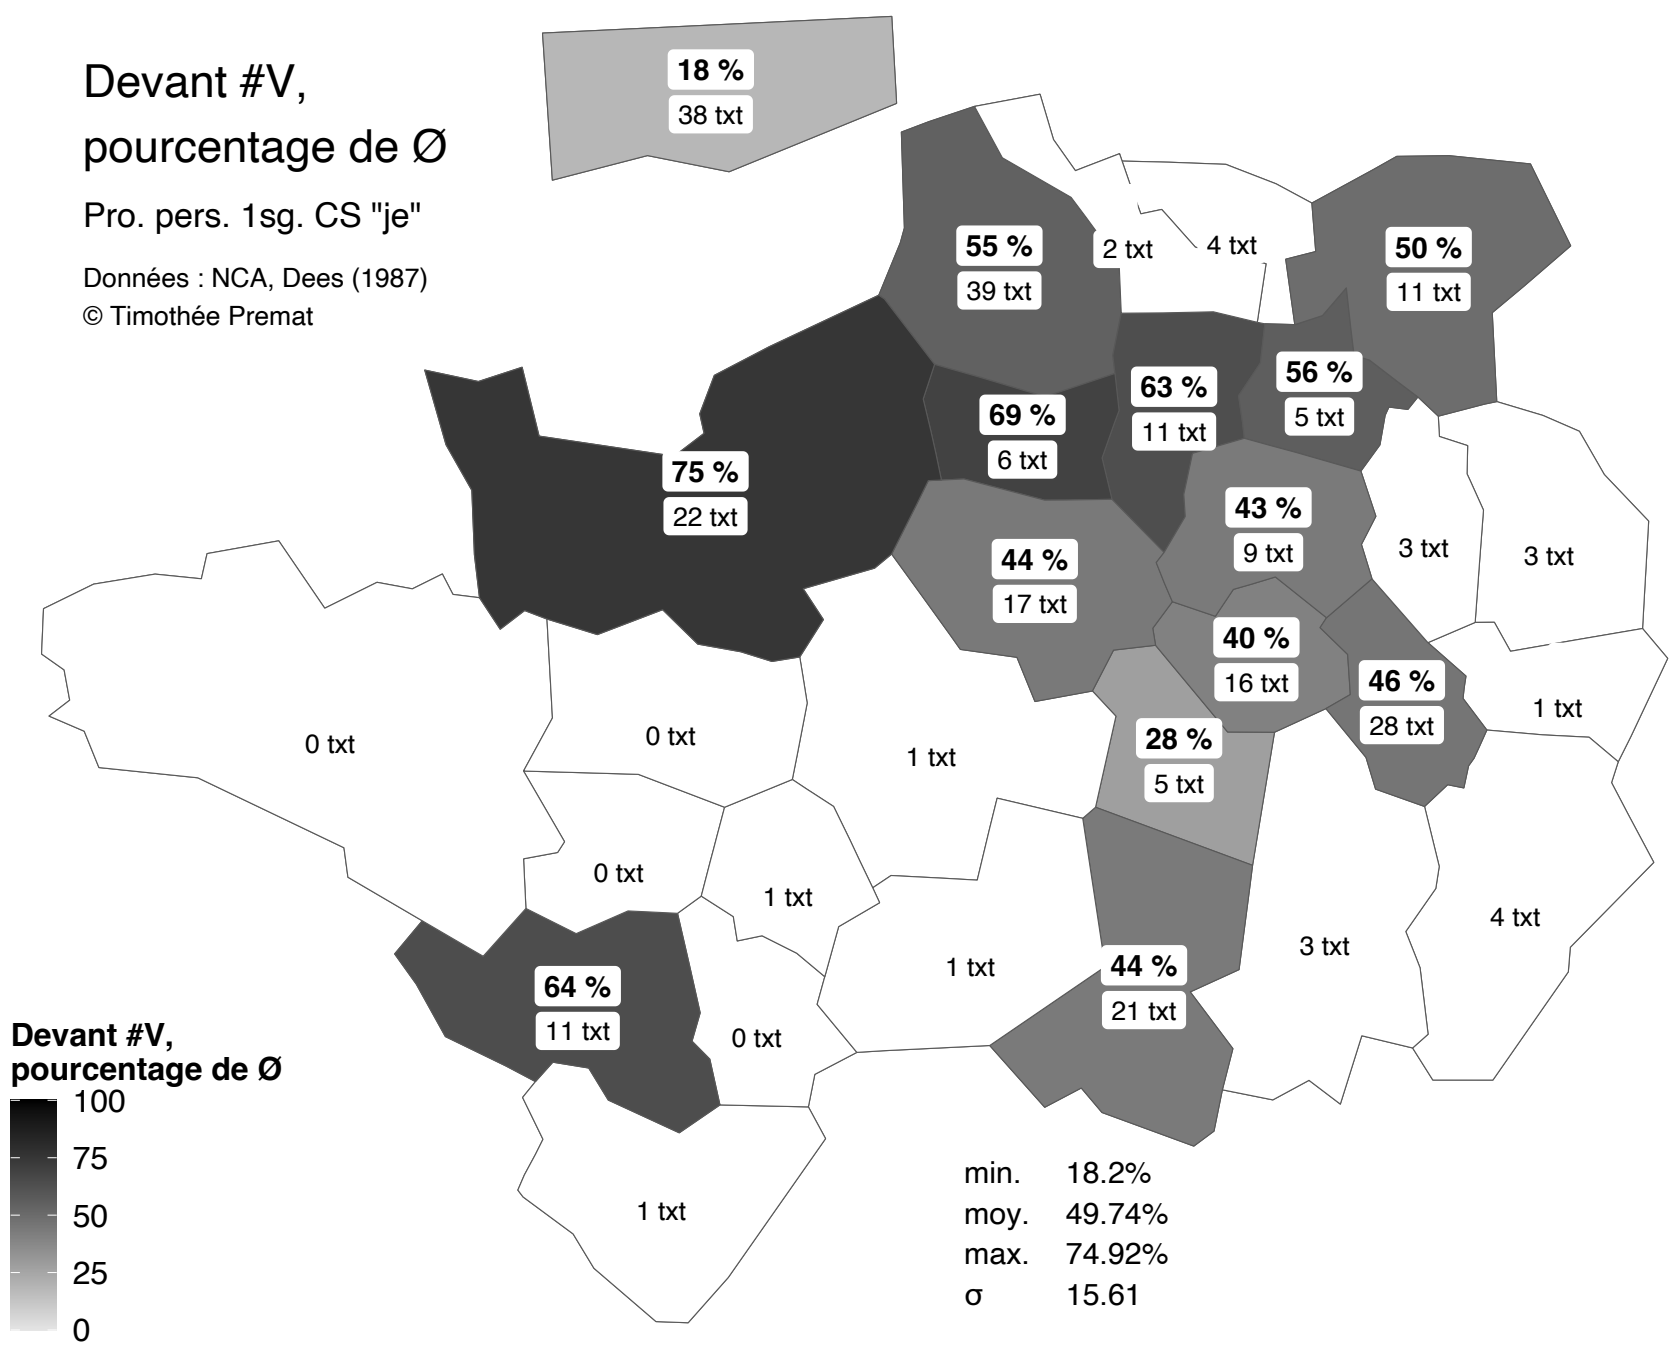 Devant #V,
pourcentage de Ø
Pro. pers. 1sg. CS "je"
Données : NCA, Dees (1987)
© Timothée Premat
18 %
38 txt
55 %
39 txt
2 txt
4 txt
50 %
11 txt
75 %
22 txt
69 %
6 txt
63 %
11 txt
56 %
5 txt
44 %
17 txt
43 %
9 txt
3 txt
3 txt
40 %
16 txt
46 %
28 txt
1 txt
0 txt
0 txt
1 txt
28 %
5 txt
0 txt
1 txt
1 txt
44 %
21 txt
3 txt
4 txt
64 %
11 txt
0 txt
1 txt
Devant #V,
pourcentage de Ø
100
75
50
25
0
min. 18.2%
moy. 49.74%
max. 74.92%
σ 15.61